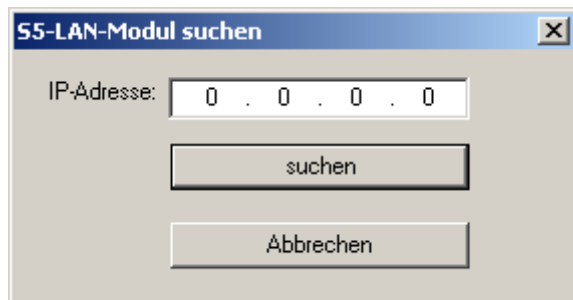 S5-LAN-Modul suchen
IP-Adresse: 0 . 0 . 0 . 0
suchen
Abbrechen